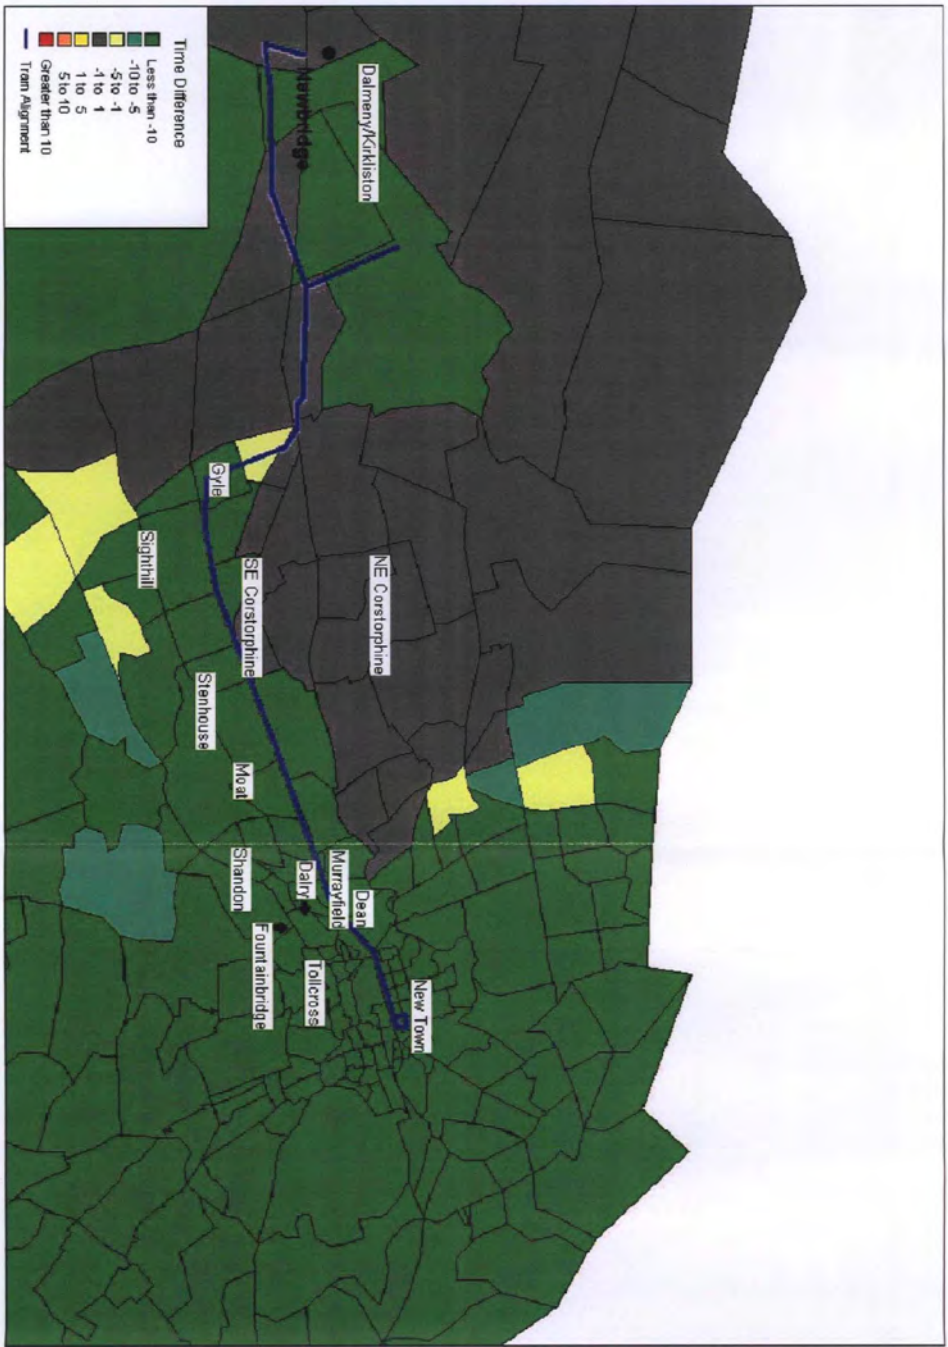 New Town
NE Corstorphine
Dalmeny/Kirkliston
Dean
Murrayfield
Tollcross
Dalry
Newbridge
Fountainbridge
SE Corstorphine
Moat
Shandon
Gyle
Stenhouse
Sighthill
Time Difference
Less than -10
-10 to -5
-5 to -1
-1 to 1
1 to 5
5 to 10
Greater than 10
Tram Alignment